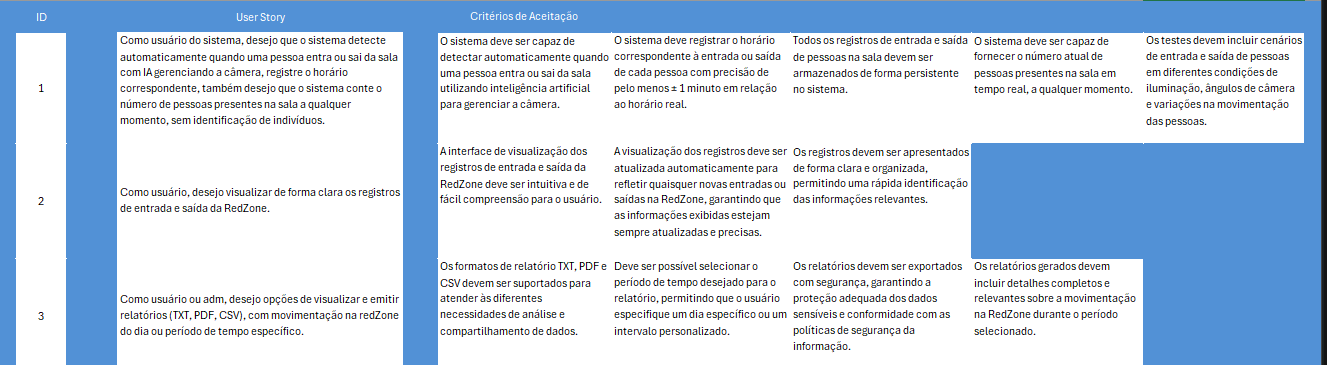 ID
User Story
Critérios de Aceitação
1
Como usuário do sistema, desejo que o sistema detecte
automaticamente quando uma pessoa entra ou sai da sala
com IA gerenciando a câmera, registre o horário
correspondente, também desejo que o sistema conte o
número de pessoas presentes na sala a qualquer
momento, sem identificação de indivíduos.
O sistema deve ser capaz de
detectar automaticamente quando
uma pessoa entra ou sai da sala
utilizando inteligência artificial
para gerenciar a câmera.
O sistema deve registrar o horário
correspondente à entrada ou saída
de cada pessoa com precisão de
pelo menos ± 1 minuto em relação
ao horário real.
Todos os registros de entrada e saída
de pessoas na sala devem ser
armazenados de forma persistente
no sistema.
O sistema deve ser capaz de
fornecer o número atual de
pessoas presentes na sala em
tempo real, a qualquer momento.
Os testes devem incluir cenários
de entrada e saída de pessoas
em diferentes condições de
iluminação, ângulos de câmera
e variações na movimentação
das pessoas.
2
Como usuário, desejo visualizar de forma clara os registros
de entrada e saída da RedZone.
A interface de visualização dos
registros de entrada e saída da
RedZone deve ser intuitiva e de
fácil compreensão para o usuário.
A visualização dos registros deve ser
atualizada automaticamente para
refletir quaisquer novas entradas ou
saídas na RedZone, garantindo que
as informações exibidas estejam
sempre atualizadas e precisas.
Os registros devem ser apresentados
de forma clara e organizada,
permitindo uma rápida identificação
das informações relevantes.
3
Como usuário ou adm, desejo opções de visualizar e emitir
relatórios (TXT, PDF, CSV), com movimentação na redZone
do dia ou período de tempo específico.
Os formatos de relatório TXT, PDF e
CSV devem ser suportados para
atender às diferentes
necessidades de análise e
compartilhamento de dados.
Deve ser possível selecionar o
período de tempo desejado para o
relatório, permitindo que o usuário
especifique um dia específico ou um
intervalo personalizado.
Os relatórios devem ser exportados
com segurança, garantindo a
proteção adequada dos dados
sensíveis e conformidade com as
políticas de segurança da
informação.
Os relatórios gerados devem
incluir detalhes completos e
relevantes sobre a movimentação
na RedZone durante o período
selecionado.